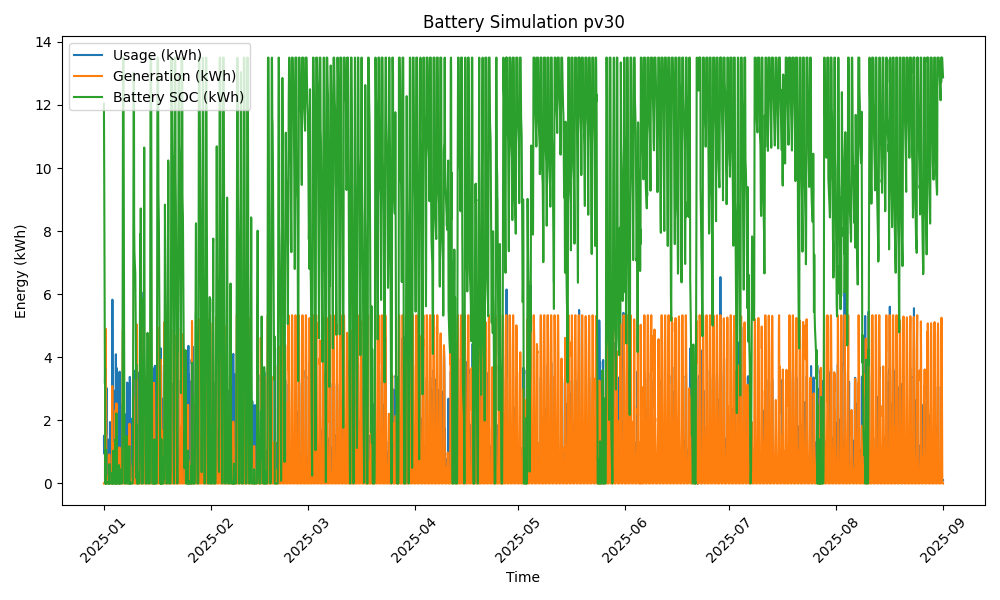 Battery Simulation pv30
Usage (kWh)
Generation (kWh)
Battery SOC (kWh)
Energy (kWh)
14
12
10
8
6
4
2
0
2025-01
2025-02
2025-03
2025-04
2025-05
2025-06
2025-07
2025-08
2025-09
Time